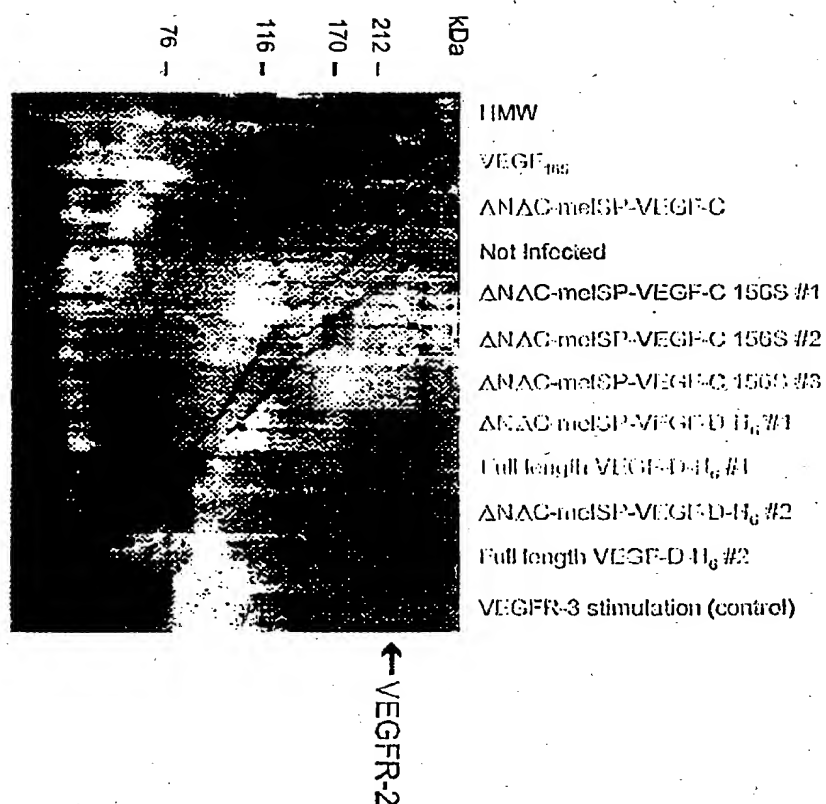 kDa
212
170
116
76
HMW
VEGF165
ΔNΔC-melSP-VEGF-C
Not Infected
ΔNΔC-melSP-VEGF-C 156S #1
ΔNΔC-melSP-VEGF-C 156S #2
ΔNΔC-melSP-VEGF-C 156S #3
ΔNΔC-melSP-VEGF-D-H6 #1
Full length VEGF-D-H6 #1
ΔNΔC-melSP-VEGF-D-H6 #2
Full length VEGF-D-H6 #2
VEGFR-3 stimulation (control)
←VEGFR-2